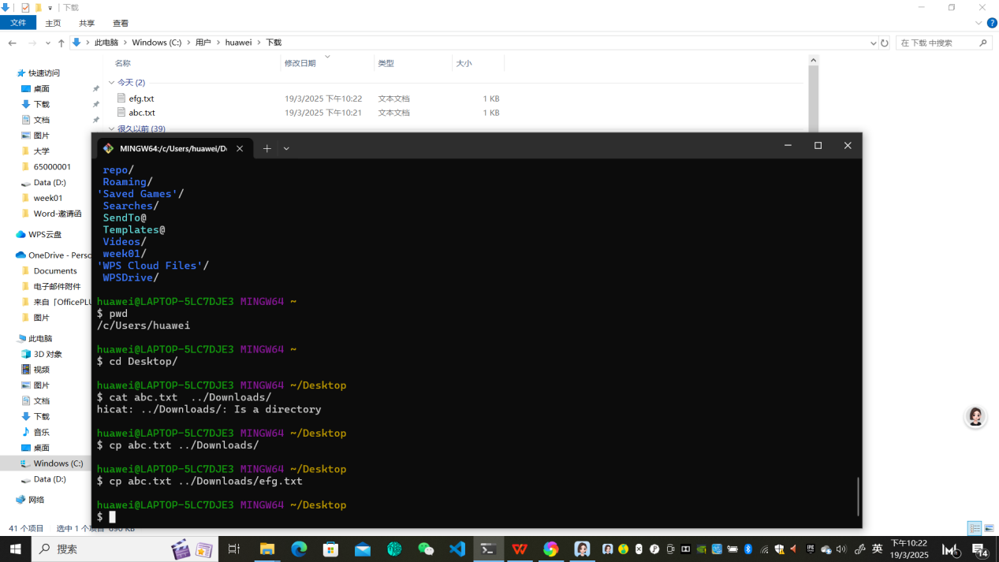 下载
文件 主页 共享 查看
此电脑 Windows (C:) 用户 huawei 下载
在 下载 中搜索
名称 修改日期 类型 大小
快速访问
今天 (2)
桌面
efg.txt 19/3/2025 下午10:22 文本文档 1 KB
下载
abc.txt 19/3/2025 下午10:21 文本文档 1 KB
文档
很久以前 (39)
图片
大学
65000001
Data (D:)
week01
Word-邀请函
WPS云盘
OneDrive - Perso
Documents
电子邮件附件
来自「OfficePLU
图片
此电脑
3D 对象
视频
图片
文档
下载
音乐
桌面
Windows (C:)
Data (D:)
网络
41 个项目 选中 1 个项目 690 KB
MINGW64:/c/Users/huawei/De
repo/
Roaming/
'Saved Games'/
Searches/
SendTo@
Templates@
Videos/
week01/
'WPS Cloud Files'/
WPSDrive/
huawei@LAPTOP-5LC7DJE3 MINGW64 ~
$ pwd
/c/Users/huawei
huawei@LAPTOP-5LC7DJE3 MINGW64 ~
$ cd Desktop/
huawei@LAPTOP-5LC7DJE3 MINGW64 ~/Desktop
$ cat abc.txt  ../Downloads/
hicat: ../Downloads/: Is a directory
huawei@LAPTOP-5LC7DJE3 MINGW64 ~/Desktop
$ cp abc.txt ../Downloads/
huawei@LAPTOP-5LC7DJE3 MINGW64 ~/Desktop
$ cp abc.txt ../Downloads/efg.txt
huawei@LAPTOP-5LC7DJE3 MINGW64 ~/Desktop
$
搜索
英
下午10:22
19/3/2025
14